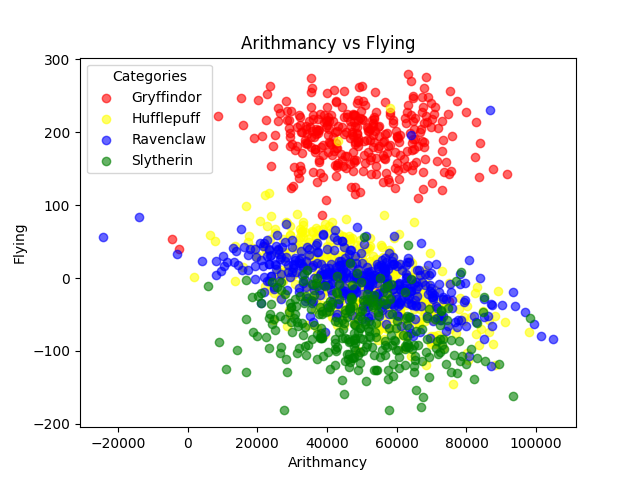 Arithmancy vs Flying
Categories
Gryffindor
Hufflepuff
Ravenclaw
Slytherin
300
200
100
0
−100
−200
Flying
−20000 0 20000 40000 60000 80000 100000
Arithmancy